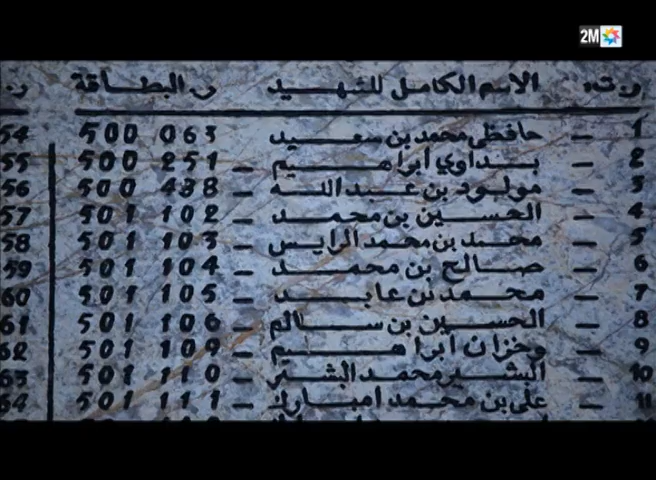 2M
ر.ت. الاسم الكامل للشهيد ر. البطاقة ر.
1 _ حافظي محمد بن سعيد 500 063 54
2 _ بداوي ابراهيم _ 500 251 55
3 _ مولود بن عبد الله _ 500 438 56
4 _ الحسين بن محمد _ 501 102 57
5 _ محمد بن محمد الرايس _ 501 103 58
6 _ صالح بن محمد _ 501 104 59
7 _ محمد بن عابد _ 501 105 60
8 _ الحسين بن سالم _ 501 106 61
9 _ وخزان ابراهيم _ 501 109 62
10 _ البشير محمد البشير _ 501 110 63
11 _ علي بن محمد امبارك _ 501 111 64